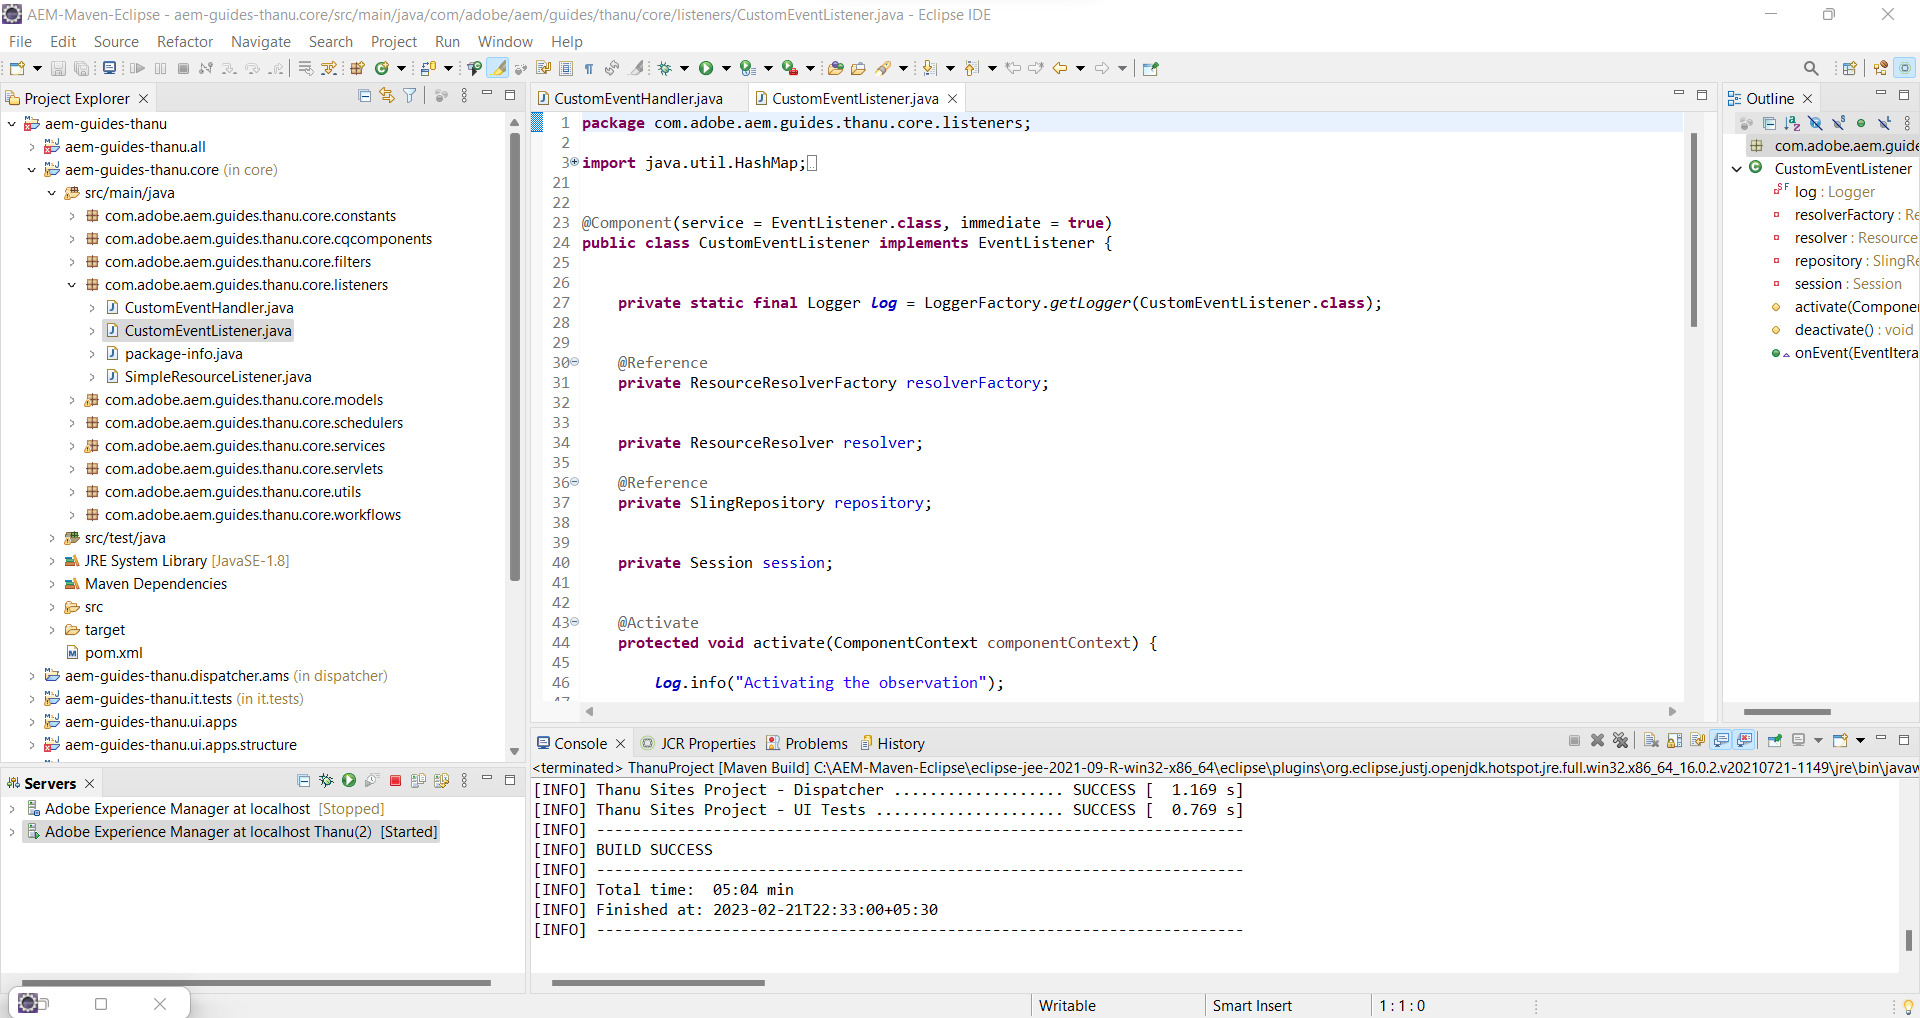 AEM-Maven-Eclipse - aem-guides-thanu.core/src/main/java/com/adobe/aem/guides/thanu/core/listeners/CustomEventListener.java - Eclipse IDE
File Edit Source Refactor Navigate Search Project Run Window Help
Project Explorer
aem-guides-thanu
aem-guides-thanu.all
aem-guides-thanu.core (in core)
src/main/java
com.adobe.aem.guides.thanu.core.constants
com.adobe.aem.guides.thanu.core.cqcomponents
com.adobe.aem.guides.thanu.core.filters
com.adobe.aem.guides.thanu.core.listeners
CustomEventHandler.java
CustomEventListener.java
package-info.java
SimpleResourceListener.java
com.adobe.aem.guides.thanu.core.models
com.adobe.aem.guides.thanu.core.schedulers
com.adobe.aem.guides.thanu.core.services
com.adobe.aem.guides.thanu.core.servlets
com.adobe.aem.guides.thanu.core.utils
com.adobe.aem.guides.thanu.core.workflows
src/test/java
JRE System Library [JavaSE-1.8]
Maven Dependencies
src
target
pom.xml
aem-guides-thanu.dispatcher.ams (in dispatcher)
aem-guides-thanu.it.tests (in it.tests)
aem-guides-thanu.ui.apps
aem-guides-thanu.ui.apps.structure
Servers
Adobe Experience Manager at localhost [Stopped]
Adobe Experience Manager at localhost Thanu(2) [Started]
CustomEventHandler.java CustomEventListener.java
1 package com.adobe.aem.guides.thanu.core.listeners;
2
3 import java.util.HashMap;
21
22
23 @Component(service = EventListener.class, immediate = true)
24 public class CustomEventListener implements EventListener {
25
26
27 private static final Logger log = LoggerFactory.getLogger(CustomEventListener.class);
28
29
30 @Reference
31 private ResourceResolverFactory resolverFactory;
32
33
34 private ResourceResolver resolver;
35
36 @Reference
37 private SlingRepository repository;
38
39
40 private Session session;
41
42
43 @Activate
44 protected void activate(ComponentContext componentContext) {
45
46 log.info("Activating the observation");
Outline
com.adobe.aem.guide
CustomEventListener
log : Logger
resolverFactory : Re
resolver : Resource
repository : SlingRe
session : Session
activate(Componer
deactivate() : void
onEvent(EventItera
Console JCR Properties Problems History
<terminated> ThanuProject [Maven Build] C:\AEM-Maven-Eclipse\eclipse-jee-2021-09-R-win32-x86_64\eclipse\plugins\org.eclipse.justj.openjdk.hotspot.jre.full.win32.x86_64_16.0.2.v20210721-1149\jre\bin\javaw
[INFO] Thanu Sites Project - Dispatcher ................... SUCCESS [  1.169 s]
[INFO] Thanu Sites Project - UI Tests ..................... SUCCESS [  0.769 s]
[INFO] ------------------------------------------------------------------------
[INFO] BUILD SUCCESS
[INFO] ------------------------------------------------------------------------
[INFO] Total time:  05:04 min
[INFO] Finished at: 2023-02-21T22:33:00+05:30
[INFO] ------------------------------------------------------------------------
Writable Smart Insert 1 : 1 : 0